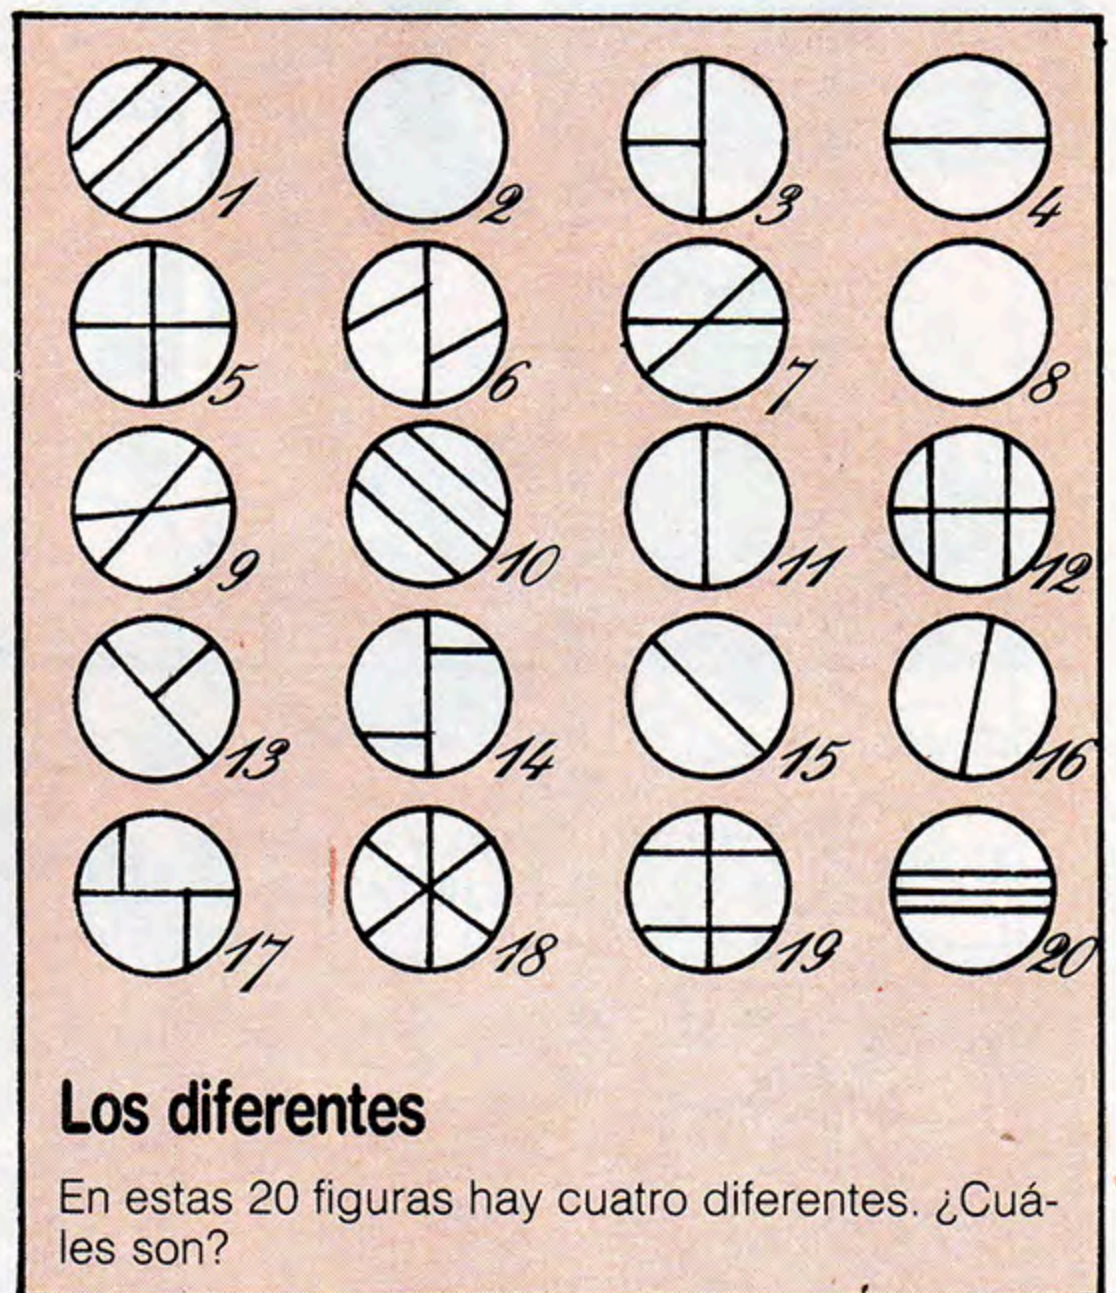 1 2 3 4
5 6 7 8
9 10 11 12
13 14 15 16
17 18 19 20
Los diferentes
En estas 20 figuras hay cuatro diferentes. ¿Cuá-
les son?